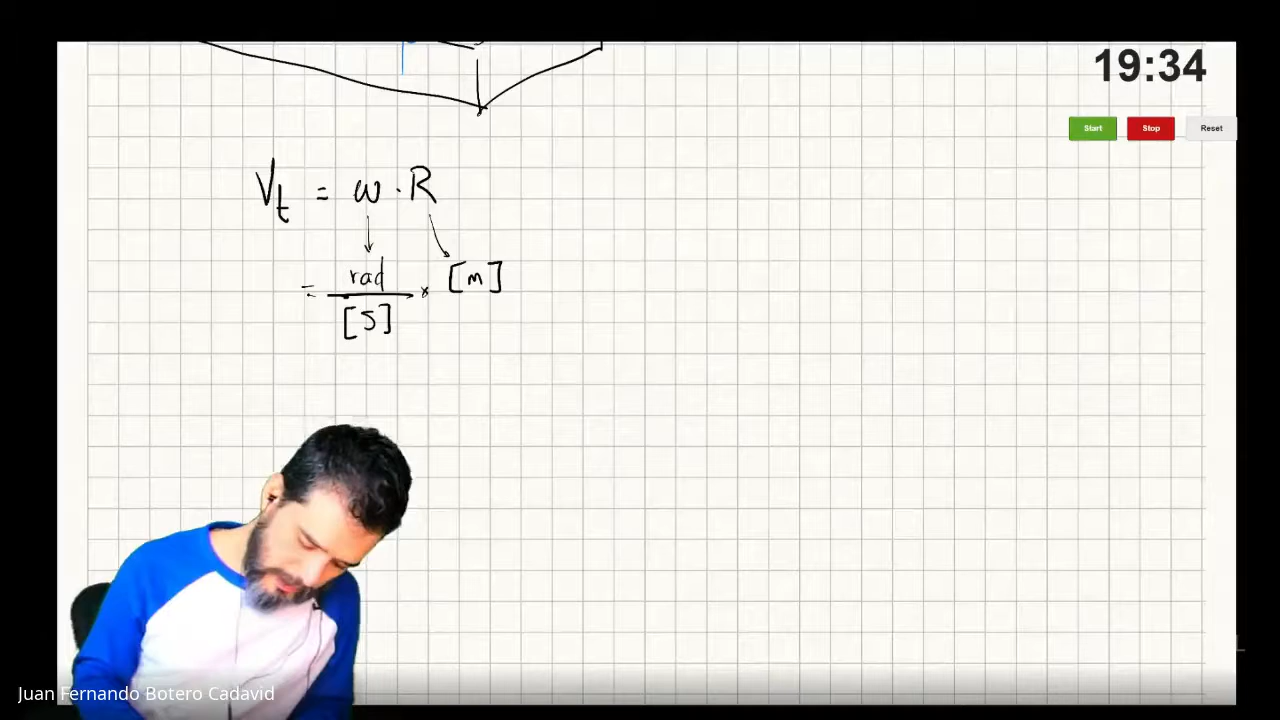 19:34
Start Stop Reset
Vt = ω · R
= rad / [s] × [m]
Juan Fernando Botero Cadavid